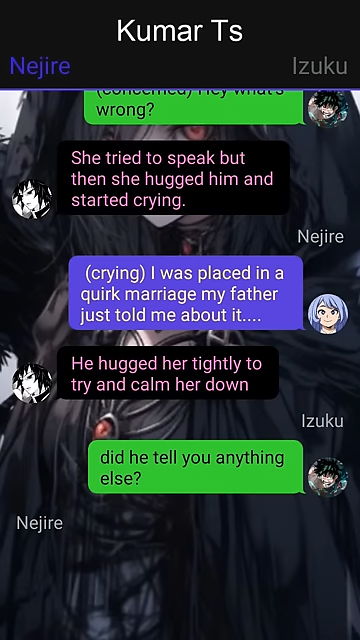 Kumar Ts
Nejire
Izuku
(concerned) Hey what's
wrong?
She tried to speak but
then she hugged him and
started crying.
Nejire
(crying) I was placed in a
quirk marriage my father
just told me about it....
He hugged her tightly to
try and calm her down
Izuku
did he tell you anything
else?
Nejire